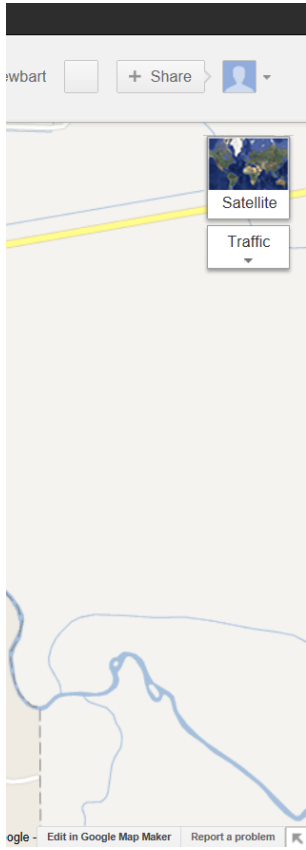 ewbart
+ Share
Satellite
Traffic
ogle - Edit in Google Map Maker Report a problem